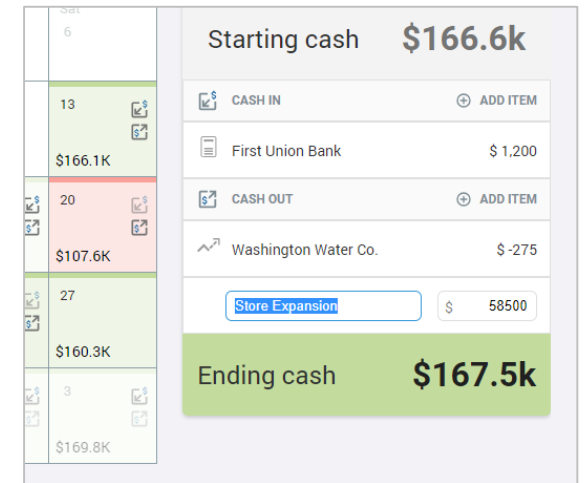 Sat
6
13
$166.1K
20
$107.6K
27
$160.3K
3
$169.8K
Starting cash $166.6k
CASH IN ADD ITEM
First Union Bank $ 1,200
CASH OUT ADD ITEM
Washington Water Co. $ -275
Store Expansion $ 58500
Ending cash $167.5k